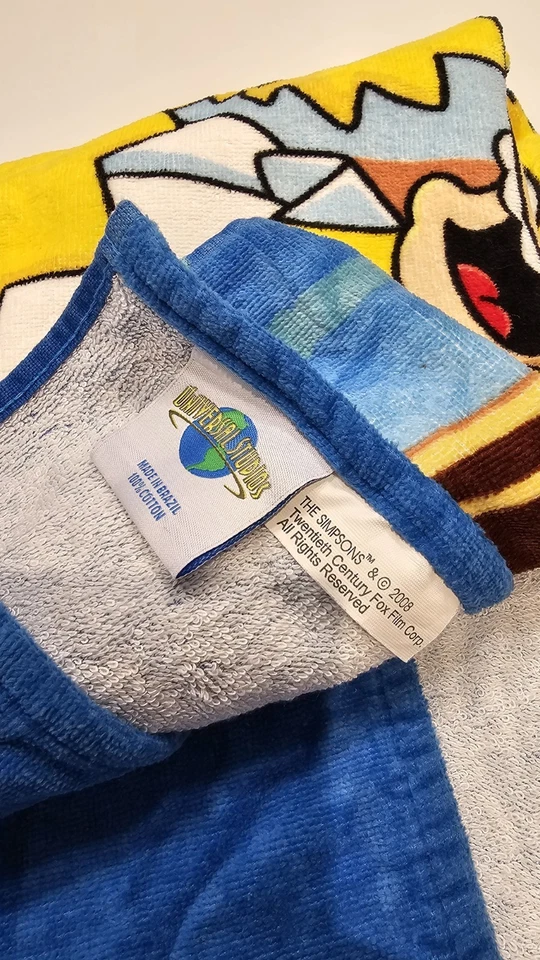 UNIVERSAL STUDIOS
MADE IN BRAZIL
100% COTTON
THE SIMPSONS™ & © 2008
Twentieth Century Fox Film Corp.
All Rights Reserved